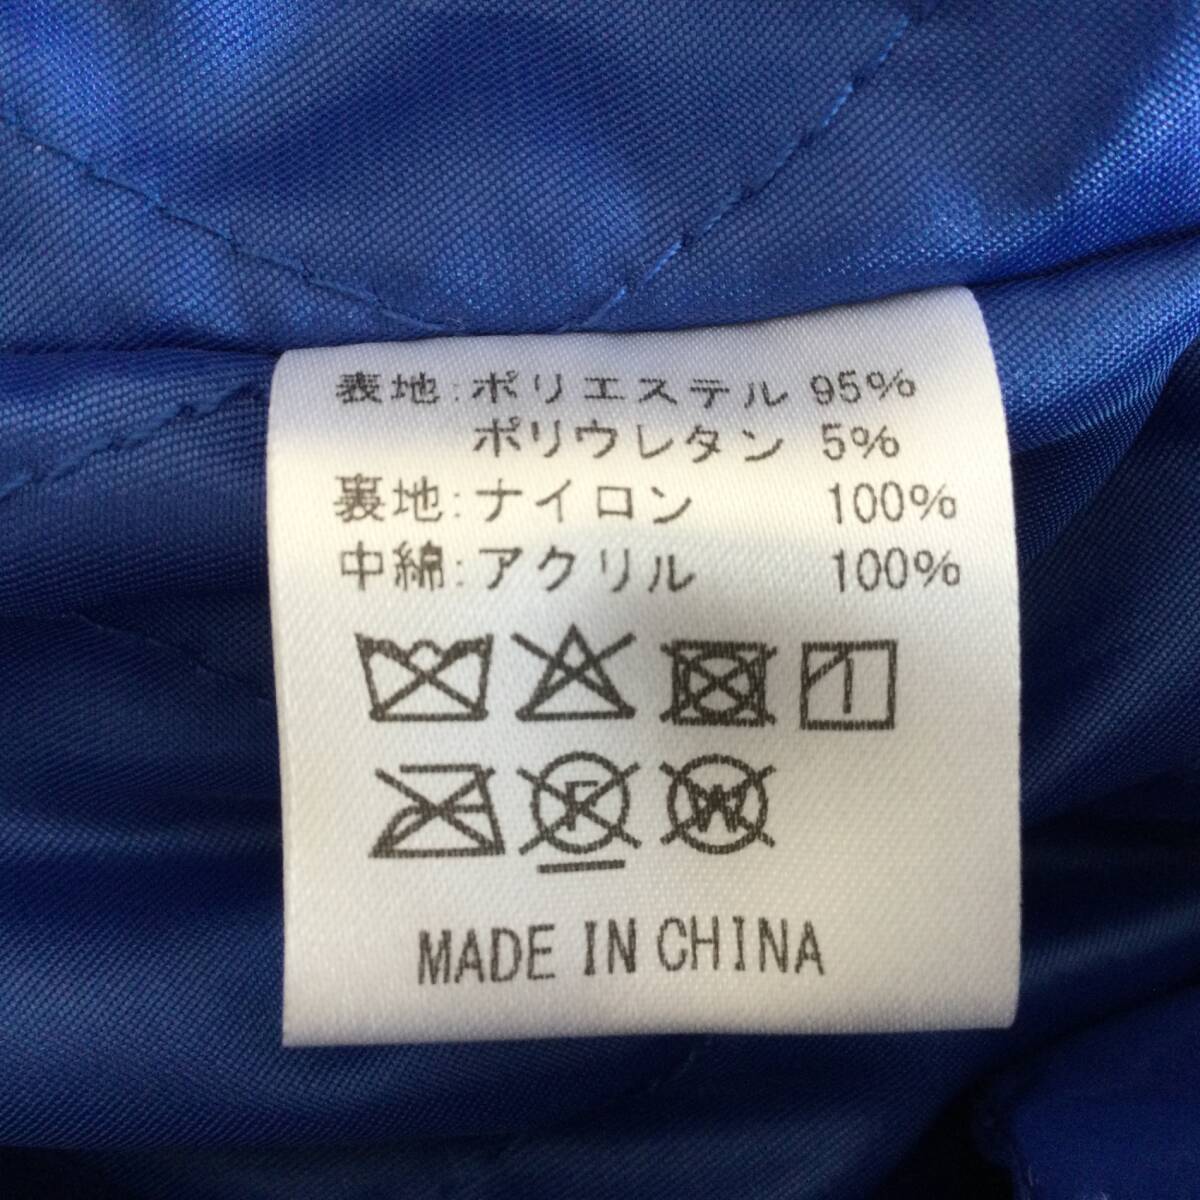 表地:ポリエステル 95%
ポリウレタン 5%
裏地:ナイロン 100%
中綿:アクリル 100%
F W
MADE IN CHINA